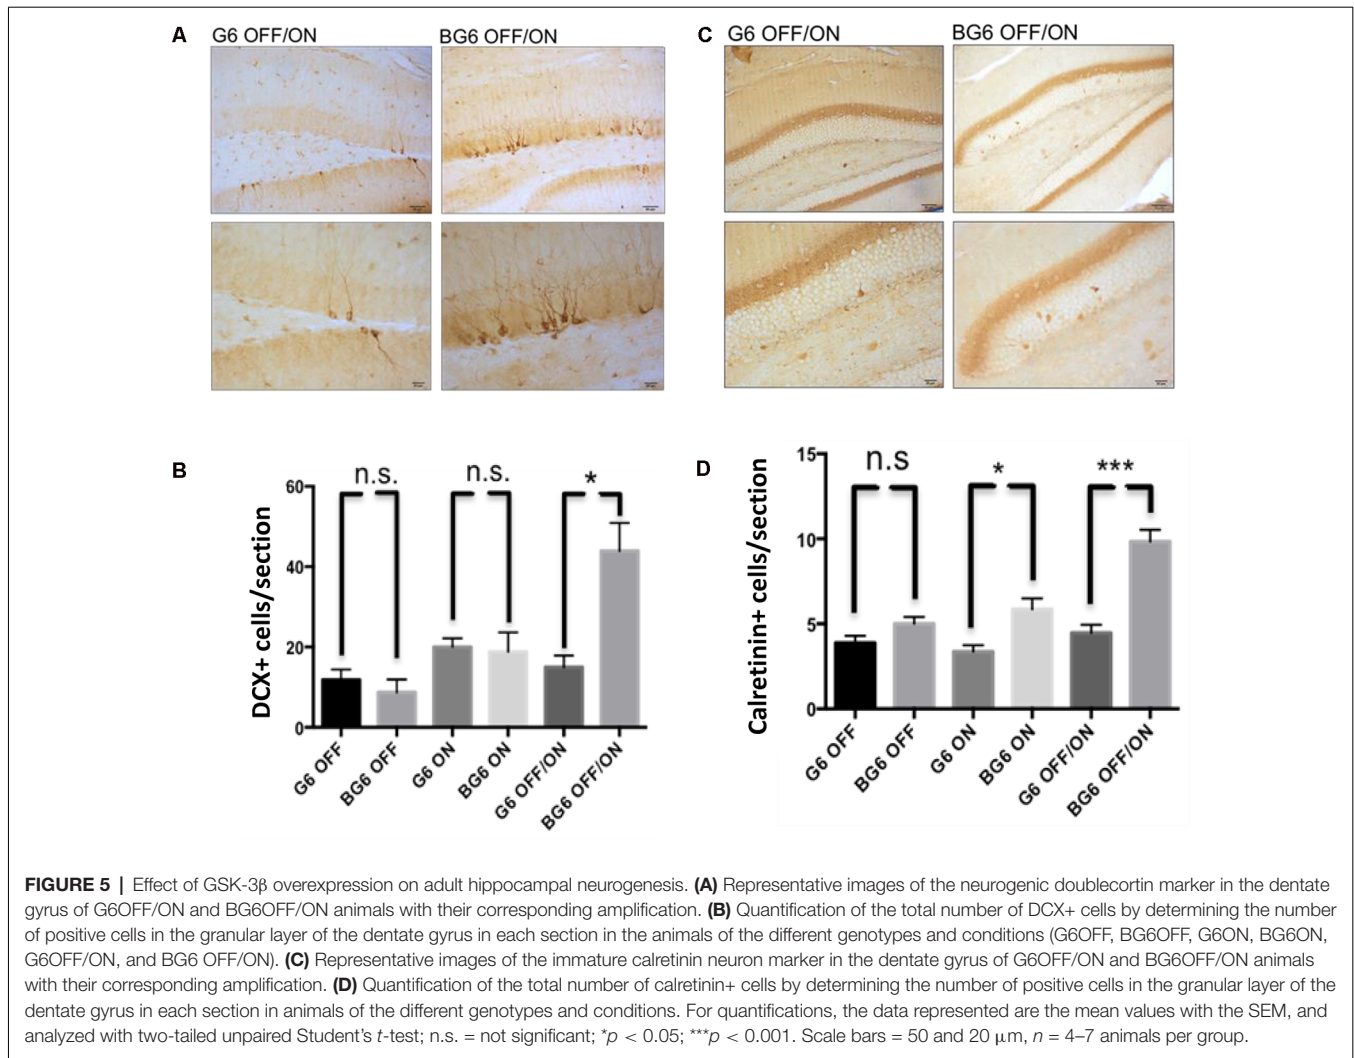 A
G6 OFF/ON
BG6 OFF/ON
C
G6 OFF/ON
BG6 OFF/ON
B
DCX+ cells/section
60
40
20
0
n.s.
n.s.
*
G6 OFF
BG6 OFF
G6 ON
BG6 ON
G6 OFF/ON
BG6 OFF/ON
D
Calretinin+ cells/section
15
10
5
0
n.s
*
***
G6 OFF
BG6 OFF
G6 ON
BG6 ON
G6 OFF/ON
BG6 OFF/ON
FIGURE 5 | Effect of GSK-3β overexpression on adult hippocampal neurogenesis. (A) Representative images of the neurogenic doublecortin marker in the dentate
gyrus of G6OFF/ON and BG6OFF/ON animals with their corresponding amplification. (B) Quantification of the total number of DCX+ cells by determining the number
of positive cells in the granular layer of the dentate gyrus in each section in the animals of the different genotypes and conditions (G6OFF, BG6OFF, G6ON, BG6ON,
G6OFF/ON, and BG6 OFF/ON). (C) Representative images of the immature calretinin neuron marker in the dentate gyrus of G6OFF/ON and BG6OFF/ON animals
with their corresponding amplification. (D) Quantification of the total number of calretinin+ cells by determining the number of positive cells in the granular layer of the
dentate gyrus in each section in animals of the different genotypes and conditions. For quantifications, the data represented are the mean values with the SEM, and
analyzed with two-tailed unpaired Student's t-test; n.s. = not significant; *p < 0.05; ***p < 0.001. Scale bars = 50 and 20 μm, n = 4–7 animals per group.